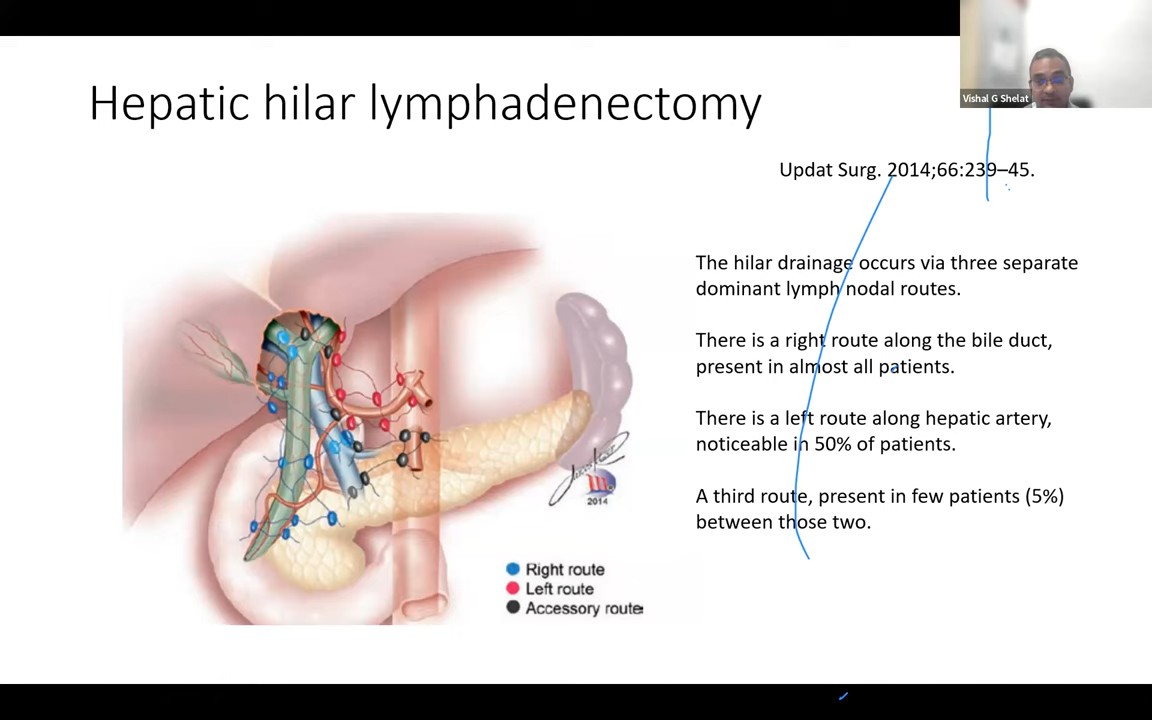 Vishal G Shelat
Hepatic hilar lymphadenectomy
Updat Surg. 2014;66:239–45.
The hilar drainage occurs via three separate
dominant lymph nodal routes.
There is a right route along the bile duct,
present in almost all patients.
There is a left route along hepatic artery,
noticeable in 50% of patients.
A third route, present in few patients (5%)
between those two.
2014
Right route
Left route
Accessory route